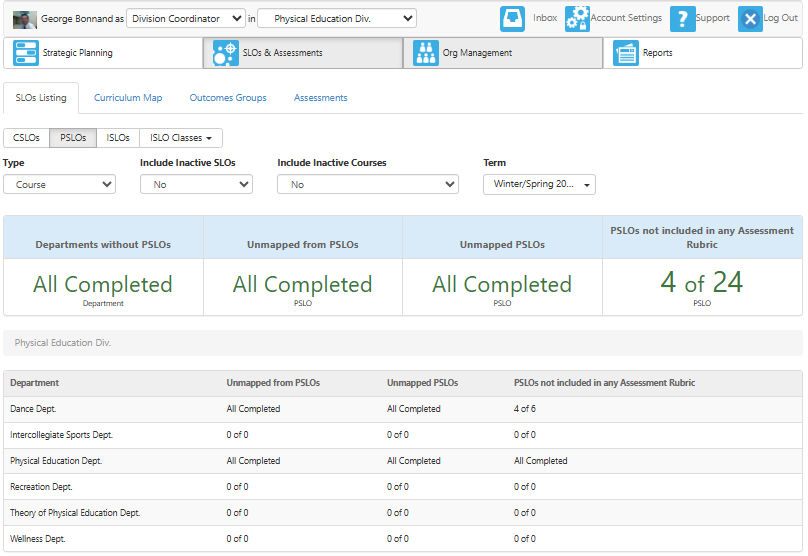 George Bonnand as Division Coordinator in Physical Education Div. Inbox Account Settings Support Log Out
Strategic Planning SLOs & Assessments Org Management Reports
SLOs Listing Curriculum Map Outcomes Groups Assessments
CSLOs PSLOs ISLOs ISLO Classes
Type Include Inactive SLOs Include Inactive Courses Term
Course No No Winter/Spring 20...
Departments without PSLOs Unmapped from PSLOs Unmapped PSLOs PSLOs not included in any Assessment Rubric
All Completed All Completed All Completed 4 of 24
Department PSLO PSLO PSLO
Physical Education Div.
Department Unmapped from PSLOs Unmapped PSLOs PSLOs not included in any Assessment Rubric
Dance Dept. All Completed All Completed 4 of 6
Intercollegiate Sports Dept. 0 of 0 0 of 0 0 of 0
Physical Education Dept. All Completed All Completed All Completed
Recreation Dept. 0 of 0 0 of 0 0 of 0
Theory of Physical Education Dept. 0 of 0 0 of 0 0 of 0
Wellness Dept. 0 of 0 0 of 0 0 of 0